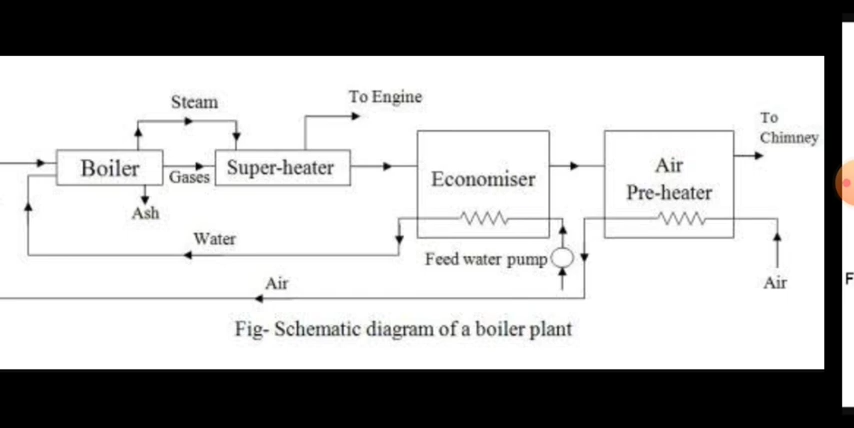 Steam
To Engine
To
Chimney
Boiler
Gases
Super-heater
Economiser
Air
Pre-heater
Ash
Water
Feed water pump
Air
Air
Fig- Schematic diagram of a boiler plant
F